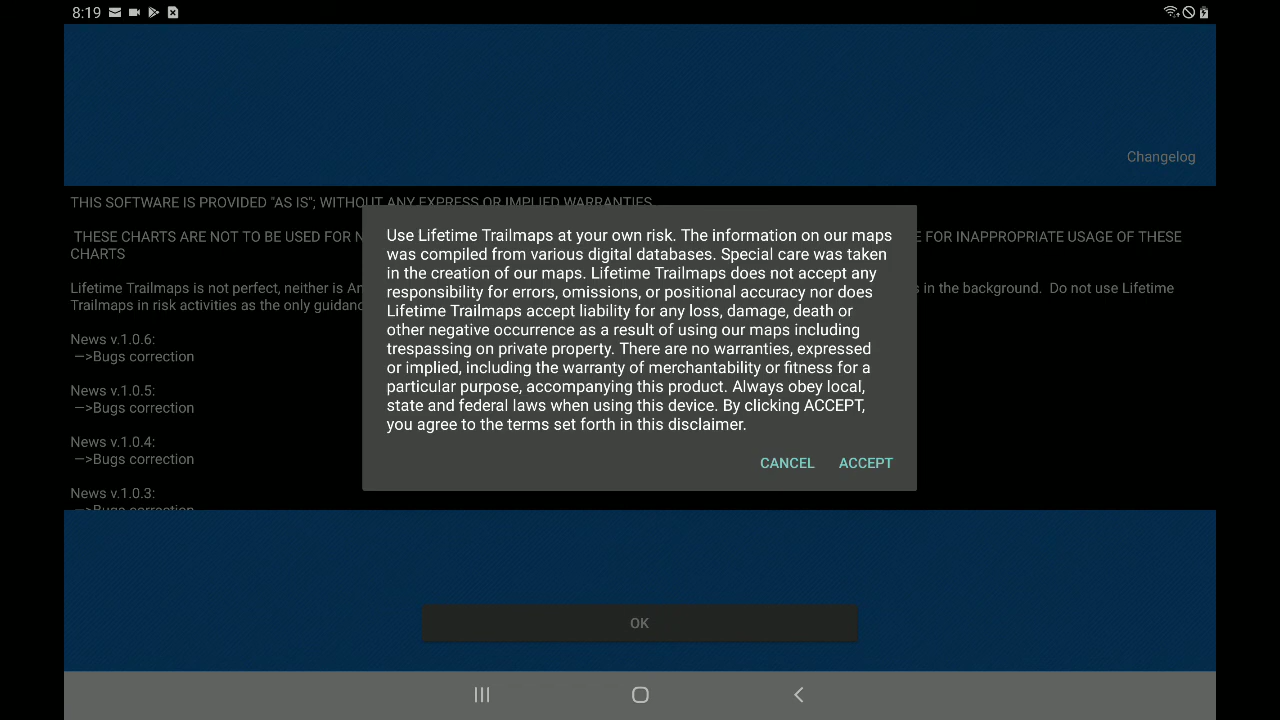 8:19
Changelog
THIS SOFTWARE IS PROVIDED "AS IS"; WITHOUT ANY EXPRESS OR IMPLIED WARRANTIES
THESE CHARTS ARE NOT TO BE USED FOR N
E FOR INAPPROPRIATE USAGE OF THESE
CHARTS
Lifetime Trailmaps is not perfect, neither is An
s in the background. Do not use Lifetime
Trailmaps in risk activities as the only guidanc
News v.1.0.6:
—>Bugs correction
News v.1.0.5:
—>Bugs correction
News v.1.0.4:
—>Bugs correction
News v.1.0.3:
—>Bugs correction
Use Lifetime Trailmaps at your own risk. The information on our maps
was compiled from various digital databases. Special care was taken
in the creation of our maps. Lifetime Trailmaps does not accept any
responsibility for errors, omissions, or positional accuracy nor does
Lifetime Trailmaps accept liability for any loss, damage, death or
other negative occurrence as a result of using our maps including
trespassing on private property. There are no warranties, expressed
or implied, including the warranty of merchantability or fitness for a
particular purpose, accompanying this product. Always obey local,
state and federal laws when using this device. By clicking ACCEPT,
you agree to the terms set forth in this disclaimer.
CANCEL ACCEPT
OK